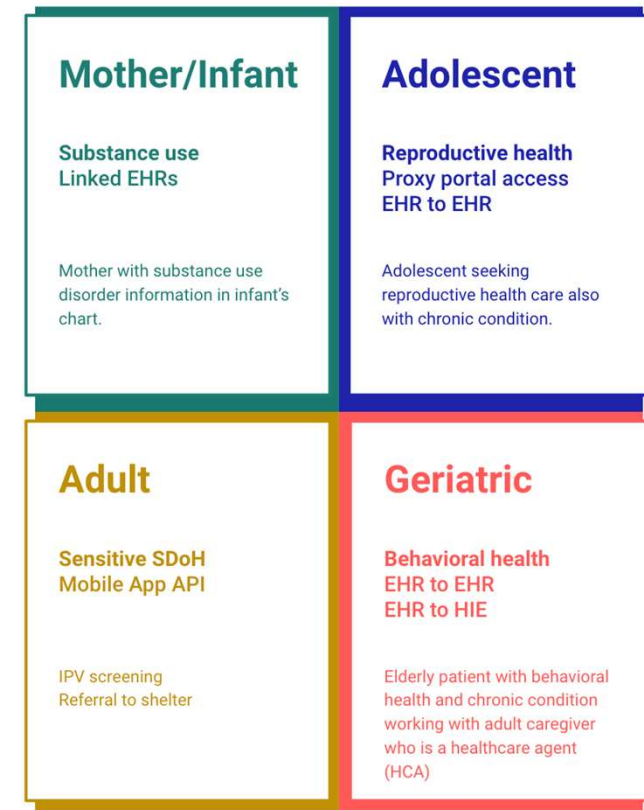 Mother/Infant
Substance use
Linked EHRs
Mother with substance use
disorder information in infant's
chart.
Adolescent
Reproductive health
Proxy portal access
EHR to EHR
Adolescent seeking
reproductive health care also
with chronic condition.
Adult
Sensitive SDoH
Mobile App API
IPV screening
Referral to shelter
Geriatric
Behavioral health
EHR to EHR
EHR to HIE
Elderly patient with behavioral
health and chronic condition
working with adult caregiver
who is a healthcare agent
(HCA)